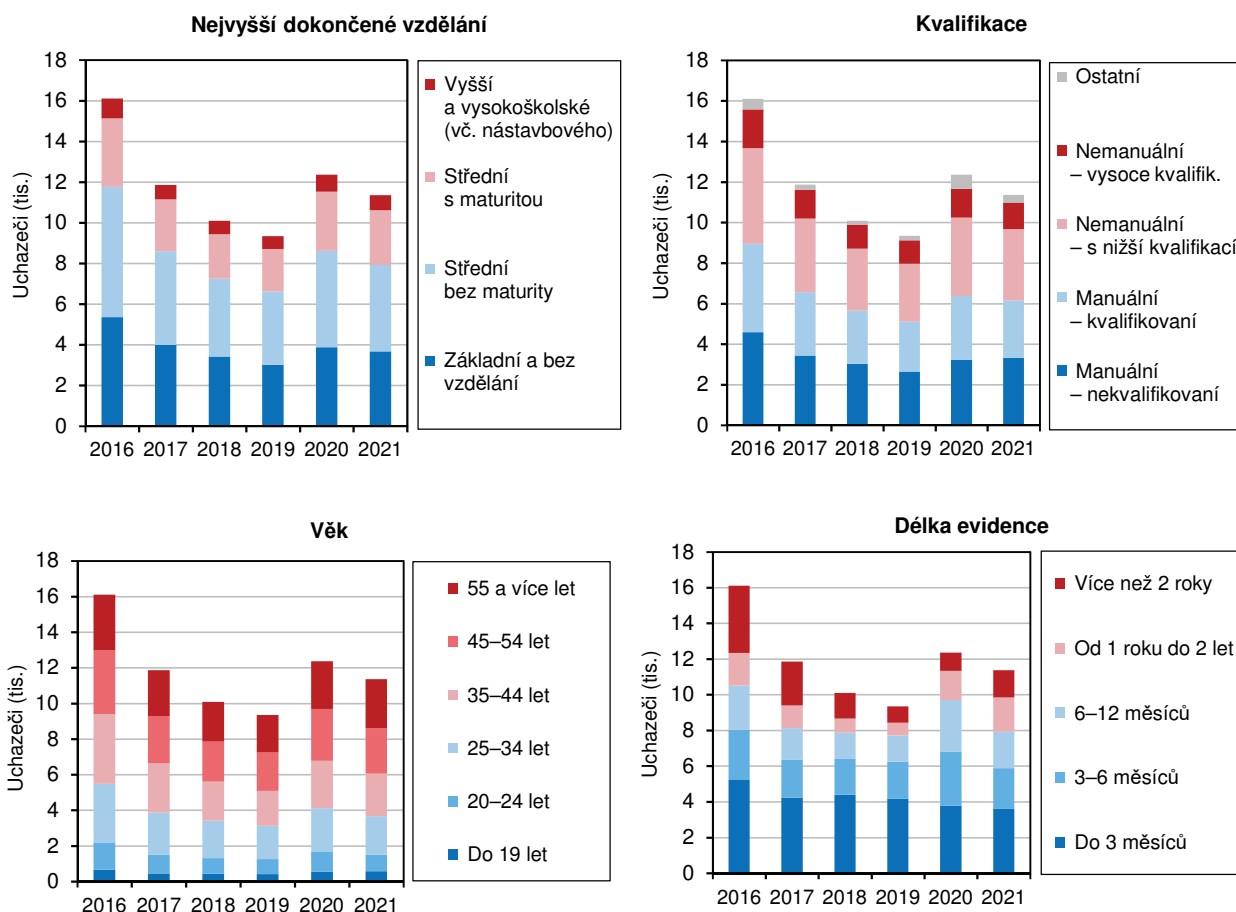 Nejvyšší dokončené vzdělání
Uchazeči (tis.)
18
16
14
12
10
8
6
4
2
0
2016 2017 2018 2019 2020 2021
Vyšší
a vysokoškolské
(vč. nástavbového)
Střední
s maturitou
Střední
bez maturity
Základní a bez
vzdělání
Kvalifikace
Uchazeči (tis.)
18
16
14
12
10
8
6
4
2
0
2016 2017 2018 2019 2020 2021
Ostatní
Nemanuální
– vysoce kvalifik.
Nemanuální
– s nižší kvalifikací
Manuální
– kvalifikovaní
Manuální
– nekvalifikovaní
Věk
Uchazeči (tis.)
18
16
14
12
10
8
6
4
2
0
2016 2017 2018 2019 2020 2021
55 a více let
45–54 let
35–44 let
25–34 let
20–24 let
Do 19 let
Délka evidence
Uchazeči (tis.)
18
16
14
12
10
8
6
4
2
0
2016 2017 2018 2019 2020 2021
Více než 2 roky
Od 1 roku do 2 let
6–12 měsíců
3–6 měsíců
Do 3 měsíců